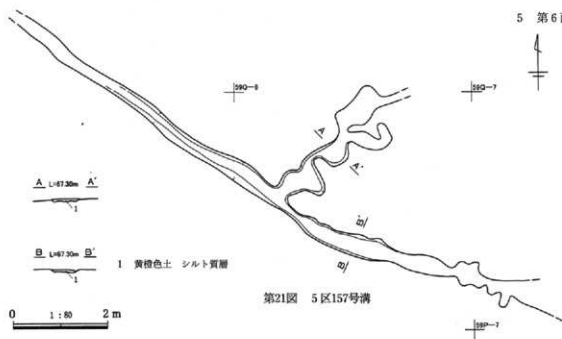 5 第6面
59Q-8
59Q-7
A
A'
A L=67.30m A'
1
B'
B L=67.30m B'
1
1 黄橙色土 シルト質層
B
第21図 5区157号溝
0 1:80 2m
59P-7